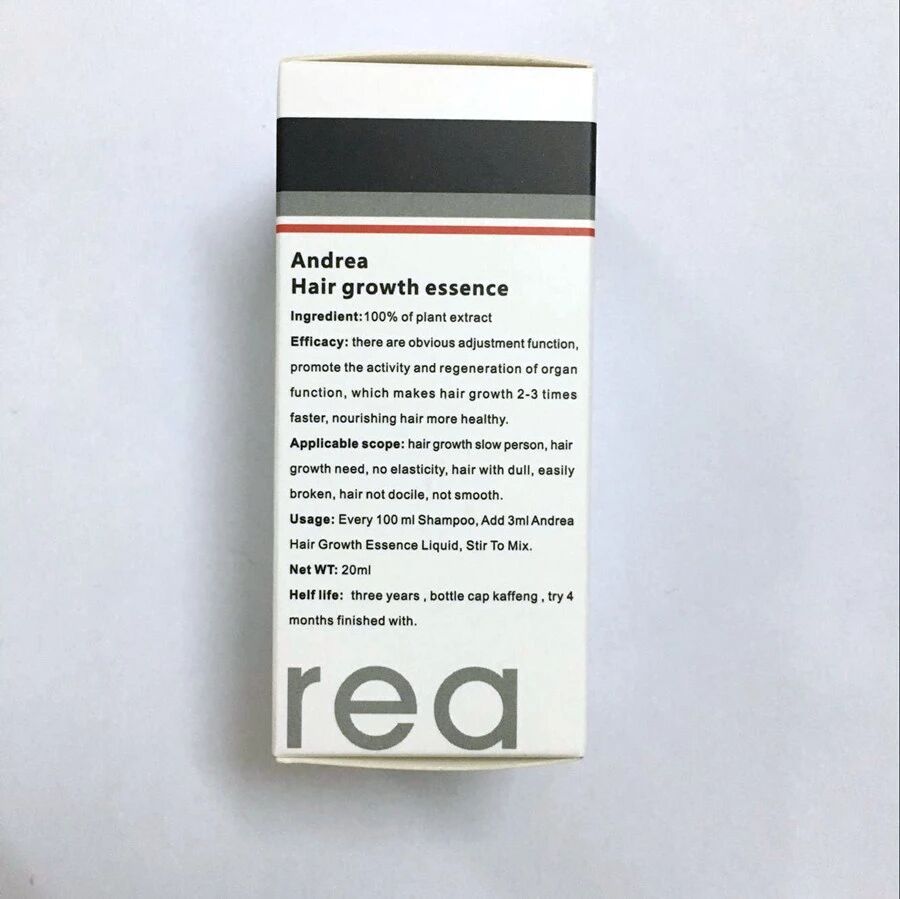 Andrea
Hair growth essence
Ingredient:100% of plant extract
Efficacy: there are obvious adjustment function,
promote the activity and regeneration of organ
function, which makes hair growth 2-3 times
faster, nourishing hair more healthy.
Applicable scope: hair growth slow person, hair
growth need, no elasticity, hair with dull, easily
broken, hair not docile, not smooth.
Usage: Every 100 ml Shampoo, Add 3ml Andrea
Hair Growth Essence Liquid, Stir To Mix.
Net WT: 20ml
Helf life: three years , bottle cap kaffeng , try 4
months finished with.
rea